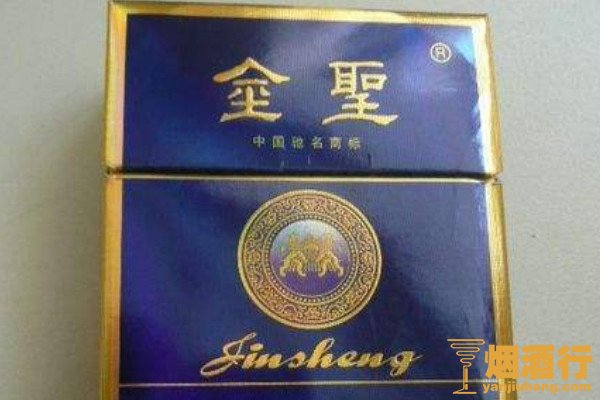 金聖
®
中国驰名商标
Jinsheng
烟酒行
yanjiuhang.com